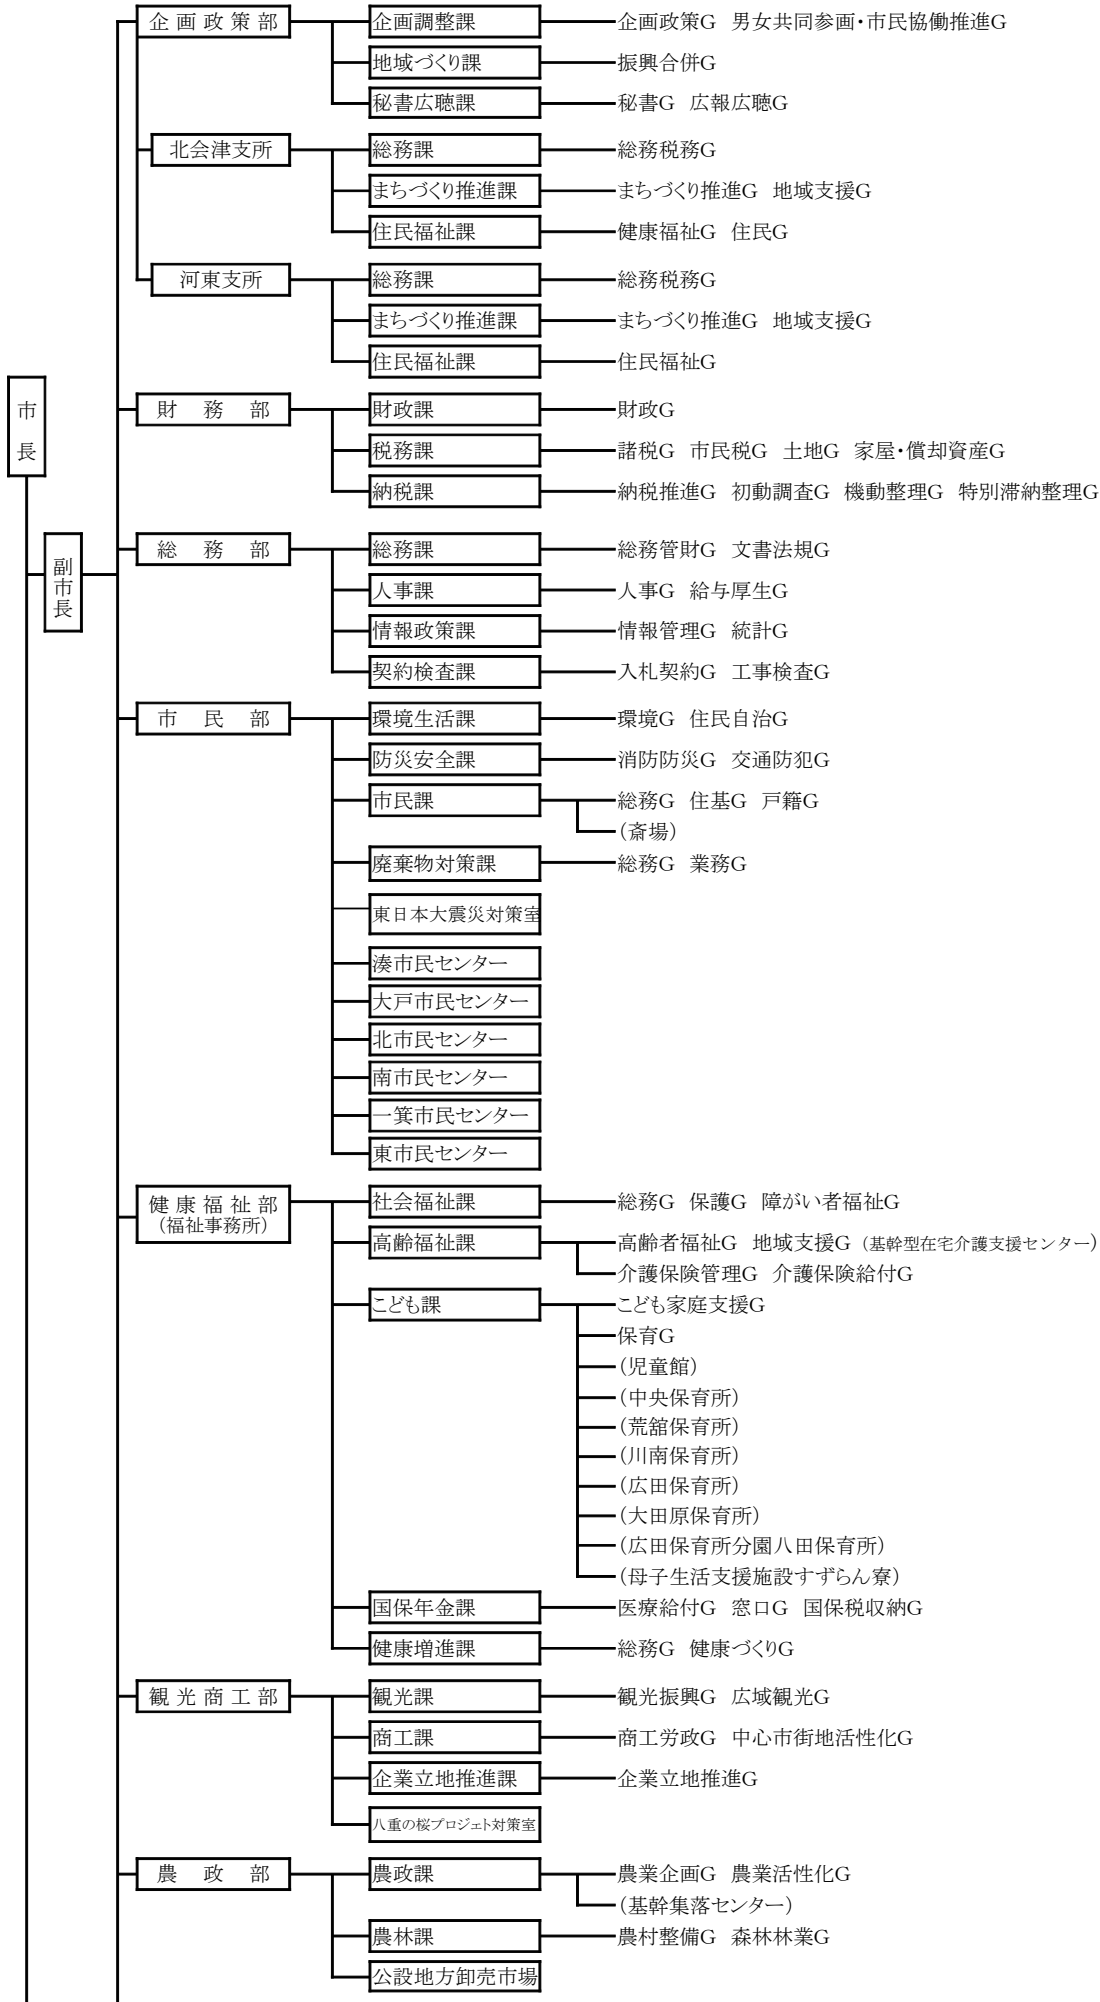 企画政策部 企画調整課 企画政策G 男女共同参画・市民協働推進G
地域づくり課 振興合併G
秘書広聴課 秘書G 広報広聴G
北会津支所 総務課 総務税務G
まちづくり推進課 まちづくり推進G 地域支援G
住民福祉課 健康福祉G 住民G
河東支所 総務課 総務税務G
まちづくり推進課 まちづくり推進G 地域支援G
住民福祉課 住民福祉G
市長
財務部 財政課 財政G
税務課 諸税G 市民税G 土地G 家屋・償却資産G
納税課 納税推進G 初動調査G 機動整理G 特別滞納整理G
副市長
総務部 総務課 総務管財G 文書法規G
人事課 人事G 給与厚生G
情報政策課 情報管理G 統計G
契約検査課 入札契約G 工事検査G
市民部 環境生活課 環境G 住民自治G
防災安全課 消防防災G 交通防犯G
市民課 総務G 住基G 戸籍G
(斎場)
廃棄物対策課 総務G 業務G
東日本大震災対策室
湊市民センター
大戸市民センター
北市民センター
南市民センター
一箕市民センター
東市民センター
健康福祉部 社会福祉課 総務G 保護G 障がい者福祉G
(福祉事務所)
高齢福祉課 高齢者福祉G 地域支援G (基幹型在宅介護支援センター)
介護保険管理G 介護保険給付G
こども課 こども家庭支援G
保育G
(児童館)
(中央保育所)
(荒舘保育所)
(川南保育所)
(広田保育所)
(大田原保育所)
(広田保育所分園八田保育所)
(母子生活支援施設すずらん寮)
国保年金課 医療給付G 窓口G 国保税収納G
健康増進課 総務G 健康づくりG
観光商工部 観光課 観光振興G 広域観光G
商工課 商工労政G 中心市街地活性化G
企業立地推進課 企業立地推進G
八重の桜プロジェクト対策室
農政部 農政課 農業企画G 農業活性化G
(基幹集落センター)
農林課 農村整備G 森林林業G
公設地方卸売市場